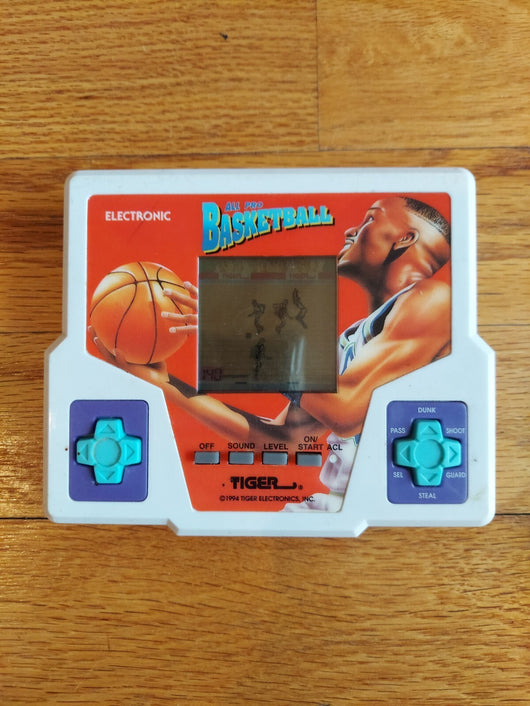 ELECTRONIC
ALL PRO
BASKETBALL
TIGER
DUNK
PASS SHOOT
SEL GUARD
STEAL
OFF SOUND LEVEL ON/START ACL
TIGER®
©1994 TIGER ELECTRONICS, INC.